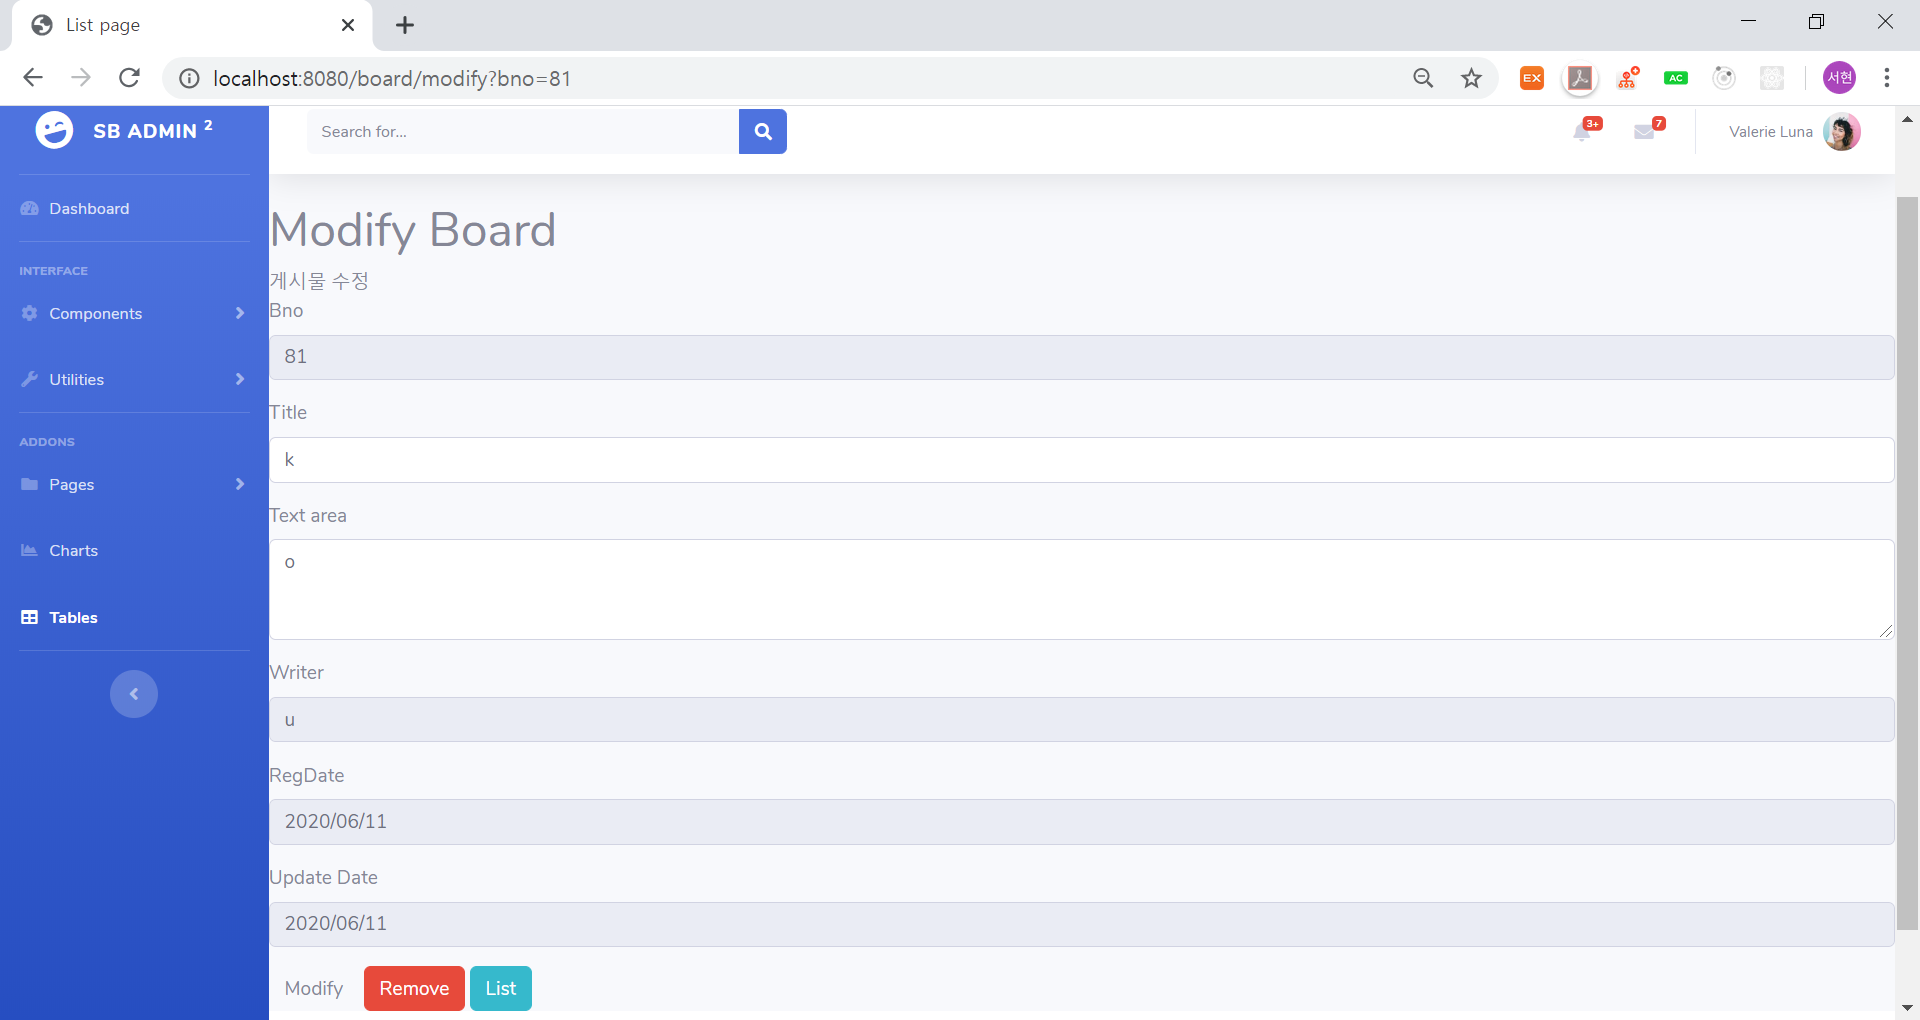 List page
localhost:8080/board/modify?bno=81
EX
AC
서현
SB ADMIN 2
Search for...
3+
7
Valerie Luna
Dashboard
INTERFACE
Components
Utilities
ADDONS
Pages
Charts
Tables
Modify Board
게시물 수정
Bno
81
Title
k
Text area
o
Writer
u
RegDate
2020/06/11
Update Date
2020/06/11
Modify Remove List